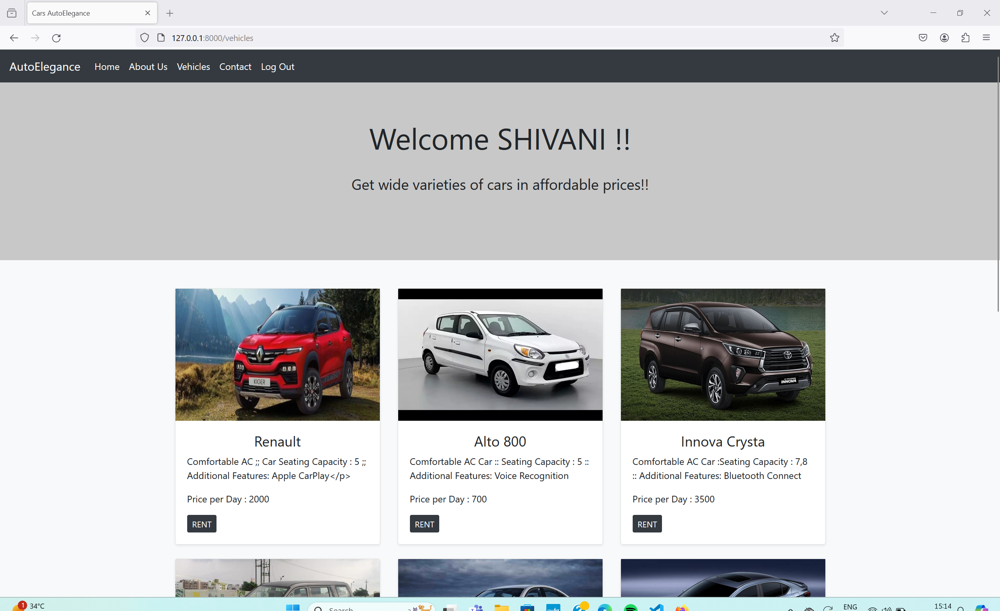 Cars AutoElegance
127.0.0.1:8000/vehicles
AutoElegance Home About Us Vehicles Contact Log Out
Welcome SHIVANI !!
Get wide varieties of cars in affordable prices!!
KIGER
TURBO
INNOVA
Renault
Comfortable AC ;; Car Seating Capacity : 5 ;;
Additional Features: Apple CarPlay</p>
Price per Day : 2000
RENT
Alto 800
Comfortable AC Car :: Seating Capacity : 5 ::
Additional Features: Voice Recognition
Price per Day : 700
RENT
Innova Crysta
Comfortable AC Car :Seating Capacity : 7,8
:: Additional Features: Bluetooth Connect
Price per Day : 3500
RENT
1 34°C
Search
ENG
15:14